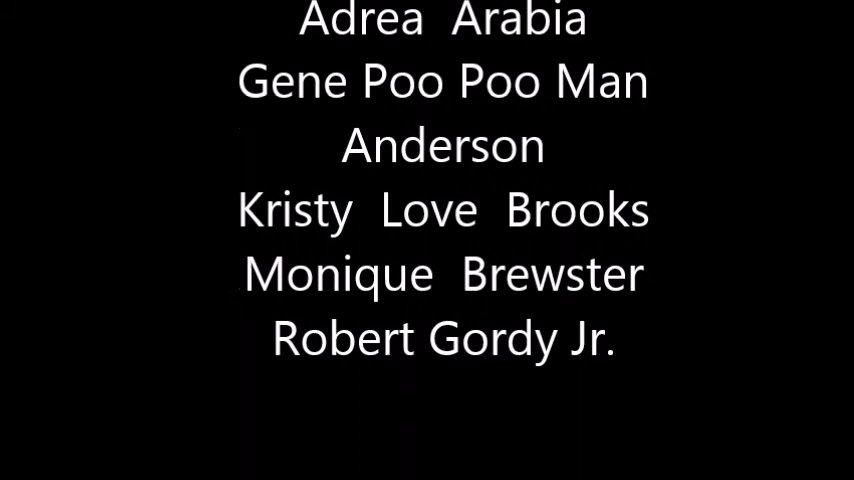 Adrea Arabia
Gene Poo Poo Man
Anderson
Kristy Love Brooks
Monique Brewster
Robert Gordy Jr.